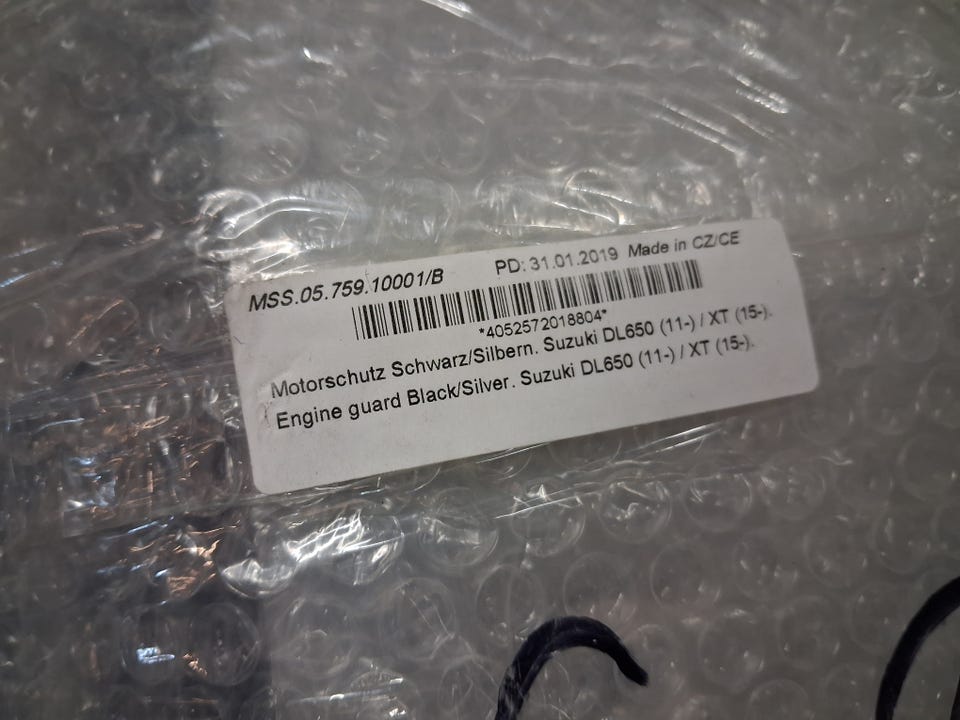 MSS.05.759.10001/B PD: 31.01.2019 Made in CZ/CE
*4052572018804*
Motorschutz Schwarz/Silbern. Suzuki DL650 (11-) / XT (15-).
Engine guard Black/Silver. Suzuki DL650 (11-) / XT (15-).